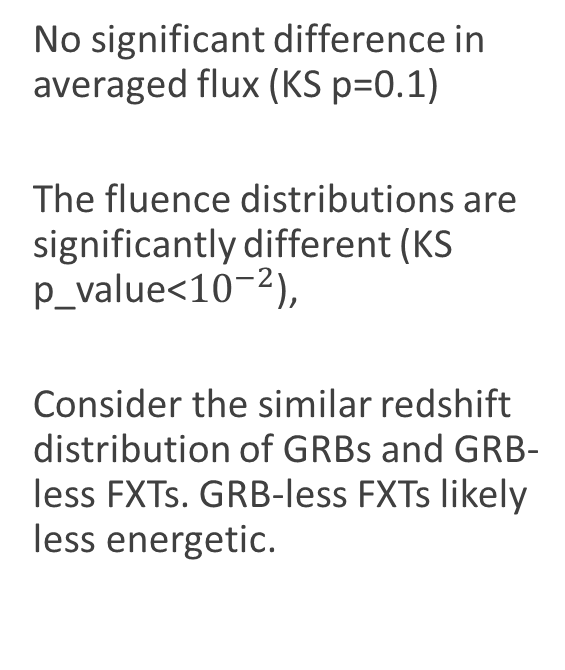 No significant difference in
averaged flux (KS p=0.1)
The fluence distributions are
significantly different (KS
p_value<10⁻²),
Consider the similar redshift
distribution of GRBs and GRB-
less FXTs. GRB-less FXTs likely
less energetic.